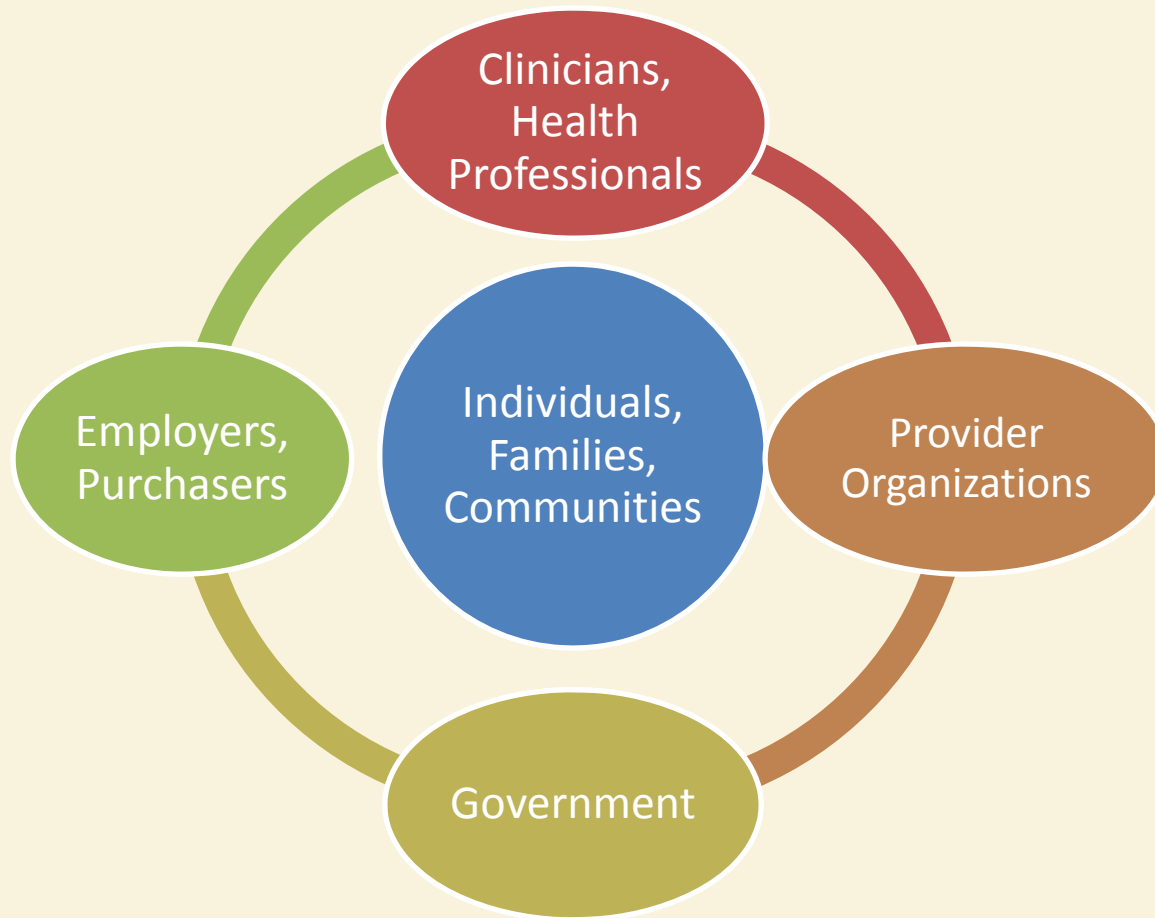 Clinicians,
Health
Professionals
Individuals,
Families,
Communities
Employers,
Purchasers
Provider
Organizations
Government